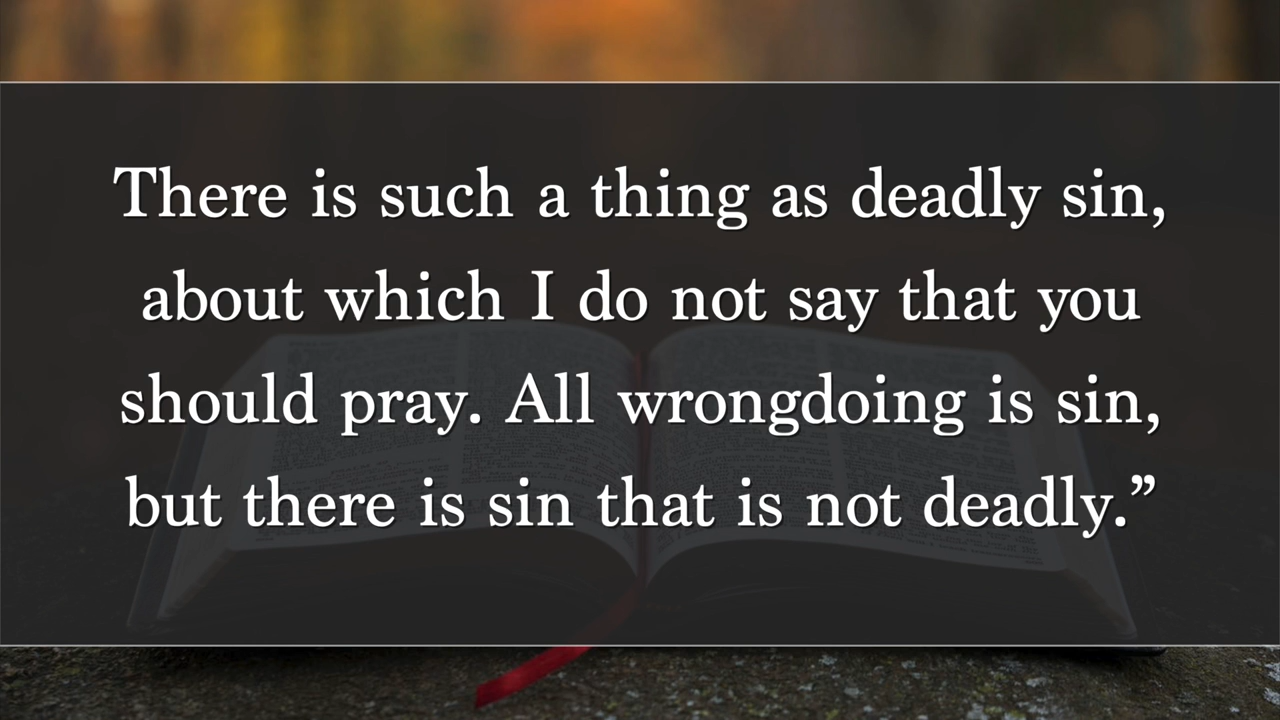 There is such a thing as deadly sin,
about which I do not say that you
should pray. All wrongdoing is sin,
but there is sin that is not deadly.”